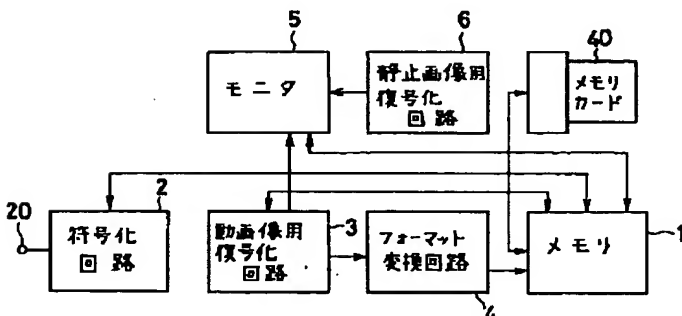 5
6
40
モニタ
静止画像用
復号化
回路
メモリ
カード
20
2
符号化
回路
動画像用
復号化
回路
3
フォーマット
変換回路
4
メモリ
1